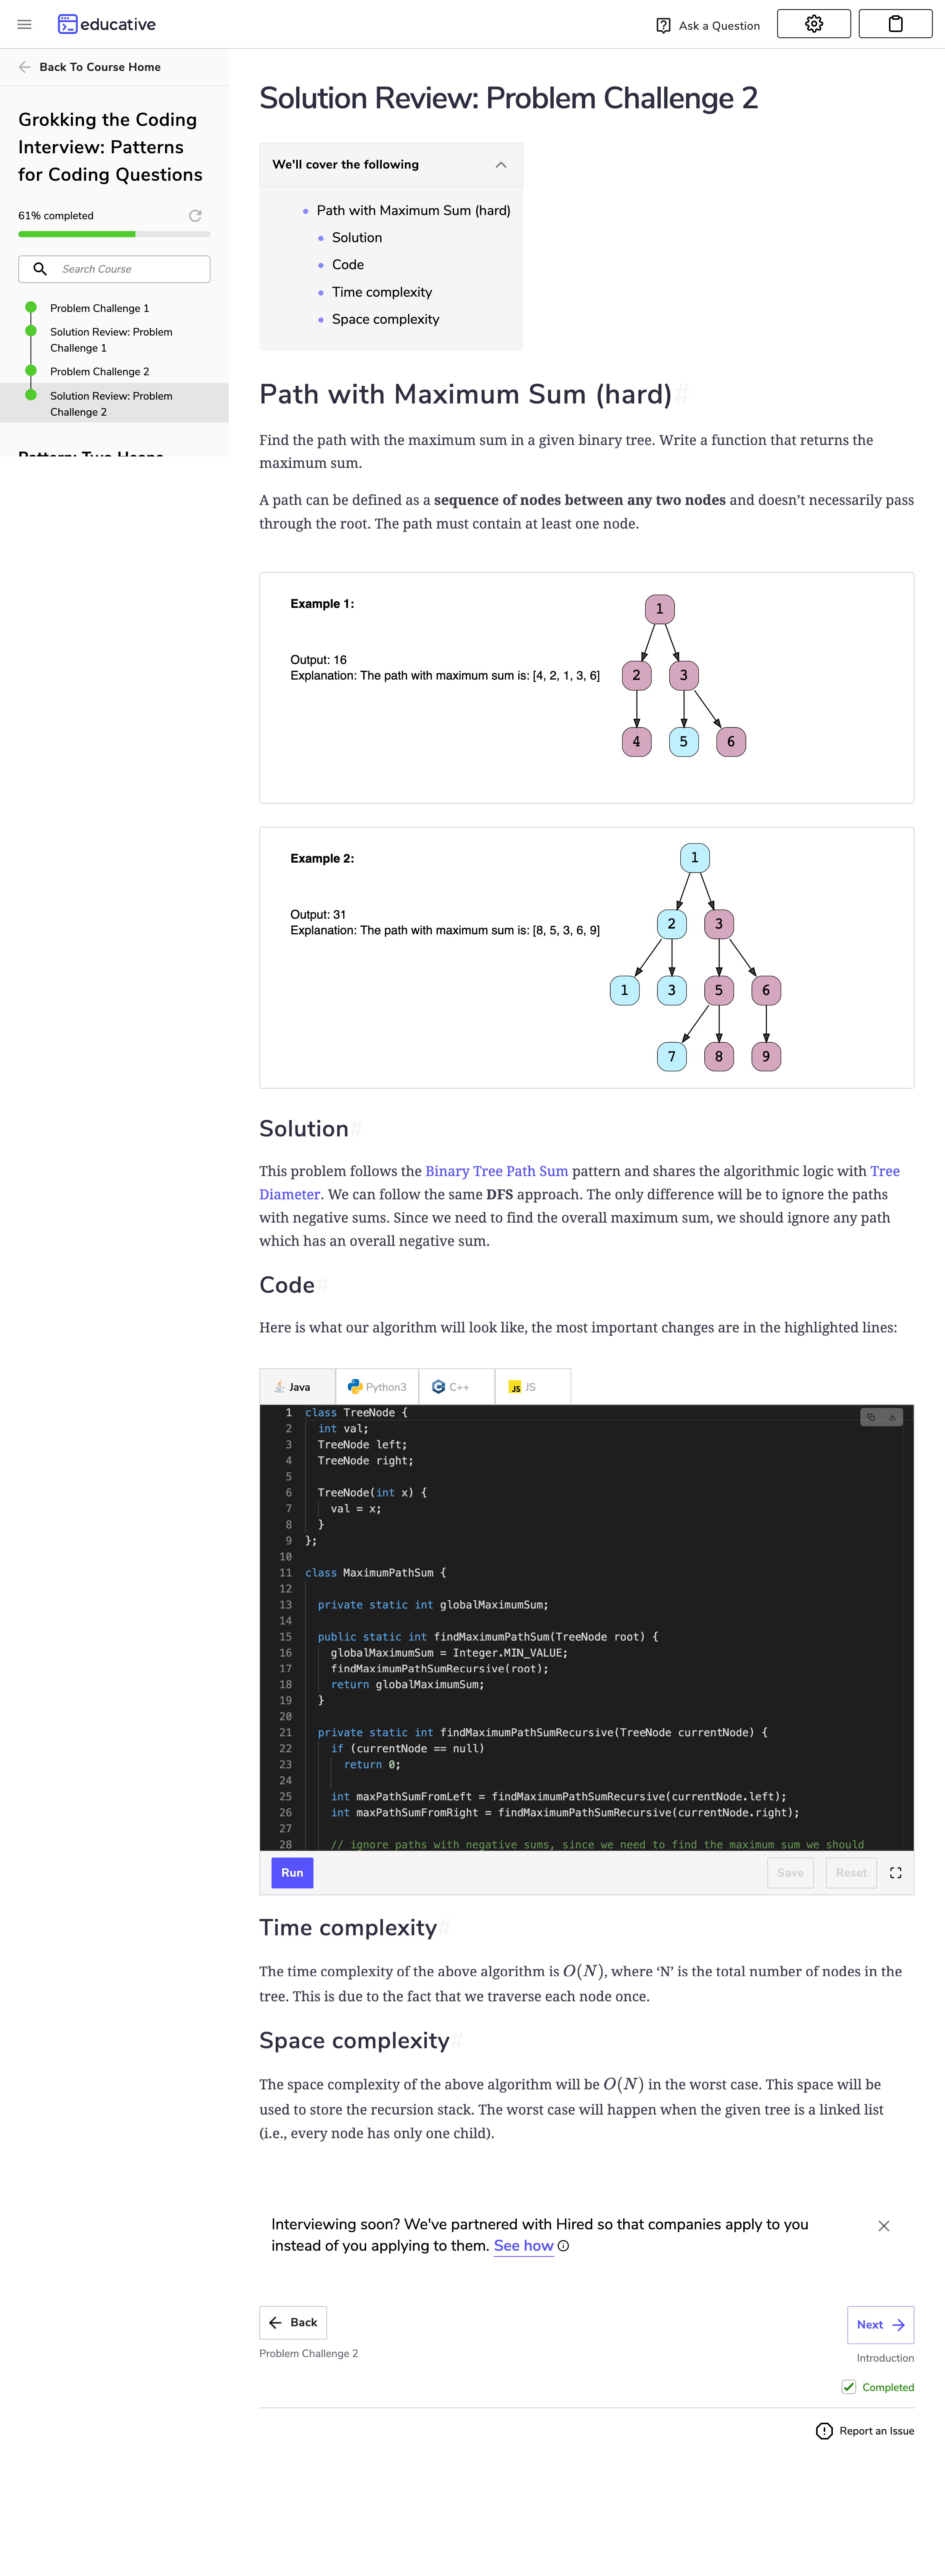 educative
Ask a Question
Back To Course Home
Grokking the Coding
Interview: Patterns
for Coding Questions
61% completed
Search Course
Problem Challenge 1
Solution Review: Problem
Challenge 1
Problem Challenge 2
Solution Review: Problem
Challenge 2
Pattern: Two Heaps
Solution Review: Problem Challenge 2
We'll cover the following
Path with Maximum Sum (hard)
Solution
Code
Time complexity
Space complexity
Path with Maximum Sum (hard)#
Find the path with the maximum sum in a given binary tree. Write a function that returns the
maximum sum.
A path can be defined as a sequence of nodes between any two nodes and doesn’t necessarily pass
through the root. The path must contain at least one node.
Example 1:
Output: 16
Explanation: The path with maximum sum is: [4, 2, 1, 3, 6]
1
2 3
4 5 6
Example 2:
Output: 31
Explanation: The path with maximum sum is: [8, 5, 3, 6, 9]
1
2 3
1 3 5 6
7 8 9
Solution#
This problem follows the Binary Tree Path Sum pattern and shares the algorithmic logic with Tree
Diameter. We can follow the same DFS approach. The only difference will be to ignore the paths
with negative sums. Since we need to find the overall maximum sum, we should ignore any path
which has an overall negative sum.
Code#
Here is what our algorithm will look like, the most important changes are in the highlighted lines:
Java Python3 C++ JS JS
1 class TreeNode {
2 int val;
3 TreeNode left;
4 TreeNode right;
5
6 TreeNode(int x) {
7 val = x;
8 }
9 };
10
11 class MaximumPathSum {
12
13 private static int globalMaximumSum;
14
15 public static int findMaximumPathSum(TreeNode root) {
16 globalMaximumSum = Integer.MIN_VALUE;
17 findMaximumPathSumRecursive(root);
18 return globalMaximumSum;
19 }
20
21 private static int findMaximumPathSumRecursive(TreeNode currentNode) {
22 if (currentNode == null)
23 return 0;
24
25 int maxPathSumFromLeft = findMaximumPathSumRecursive(currentNode.left);
26 int maxPathSumFromRight = findMaximumPathSumRecursive(currentNode.right);
27
28 // ignore paths with negative sums, since we need to find the maximum sum we should
Run
Save
Reset
Time complexity#
The time complexity of the above algorithm is O(N), where ‘N’ is the total number of nodes in the
tree. This is due to the fact that we traverse each node once.
Space complexity#
The space complexity of the above algorithm will be O(N) in the worst case. This space will be
used to store the recursion stack. The worst case will happen when the given tree is a linked list
(i.e., every node has only one child).
Interviewing soon? We've partnered with Hired so that companies apply to you
instead of you applying to them. See how
Back
Problem Challenge 2
Next
Introduction
Completed
Report an Issue